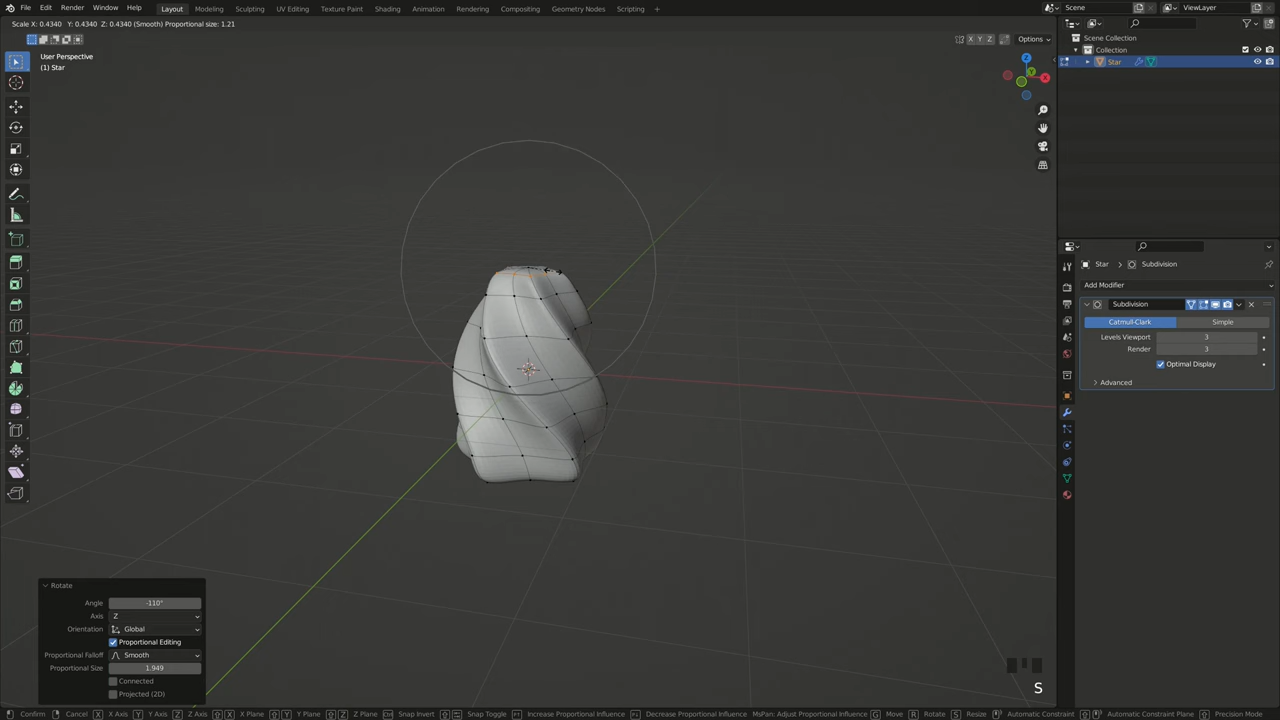 File Edit Render Window Help Layout Modeling Sculpting UV Editing Texture Paint Shading Animation Rendering Compositing Geometry Nodes Scripting + Scene ViewLayer
Scale X: 0.4340 Y: 0.4340 Z: 0.4340 (Smooth) Proportional size: 1.21
X Y Z Options
User Perspective
(1) Star
Z
Y
X
Scene Collection
Collection
Star
Star > Subdivision
Add Modifier
Subdivision
Catmull-Clark Simple
Levels Viewport 3
Render 3
Optimal Display
Advanced
Rotate
Angle -110°
Axis Z
Orientation Global
Proportional Editing
Proportional Falloff Smooth
Proportional Size 1.949
Connected
Projected (2D)
S
Confirm Cancel X X Axis Y Y Axis Z Z Axis X X Plane Y Y Plane Z Z Plane Snap Invert Snap Toggle Increase Proportional Influence Decrease Proportional Influence MsPan: Adjust Proportional Influence G Move R Rotate S Resize Automatic Constraint Automatic Constraint Plane Precision Mode